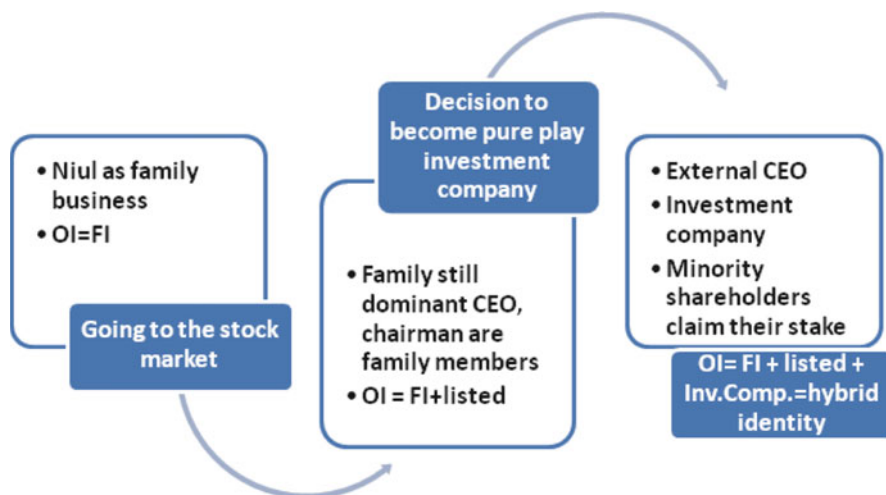 • Niul as family
business
• OI=FI
Going to the stock
market
Decision to
become pure play
investment
company
• Family still
dominant CEO,
chairman are
family members
• OI = FI+listed
• External CEO
• Investment
company
• Minority
shareholders
claim their stake
OI= FI + listed +
Inv.Comp.=hybrid
identity